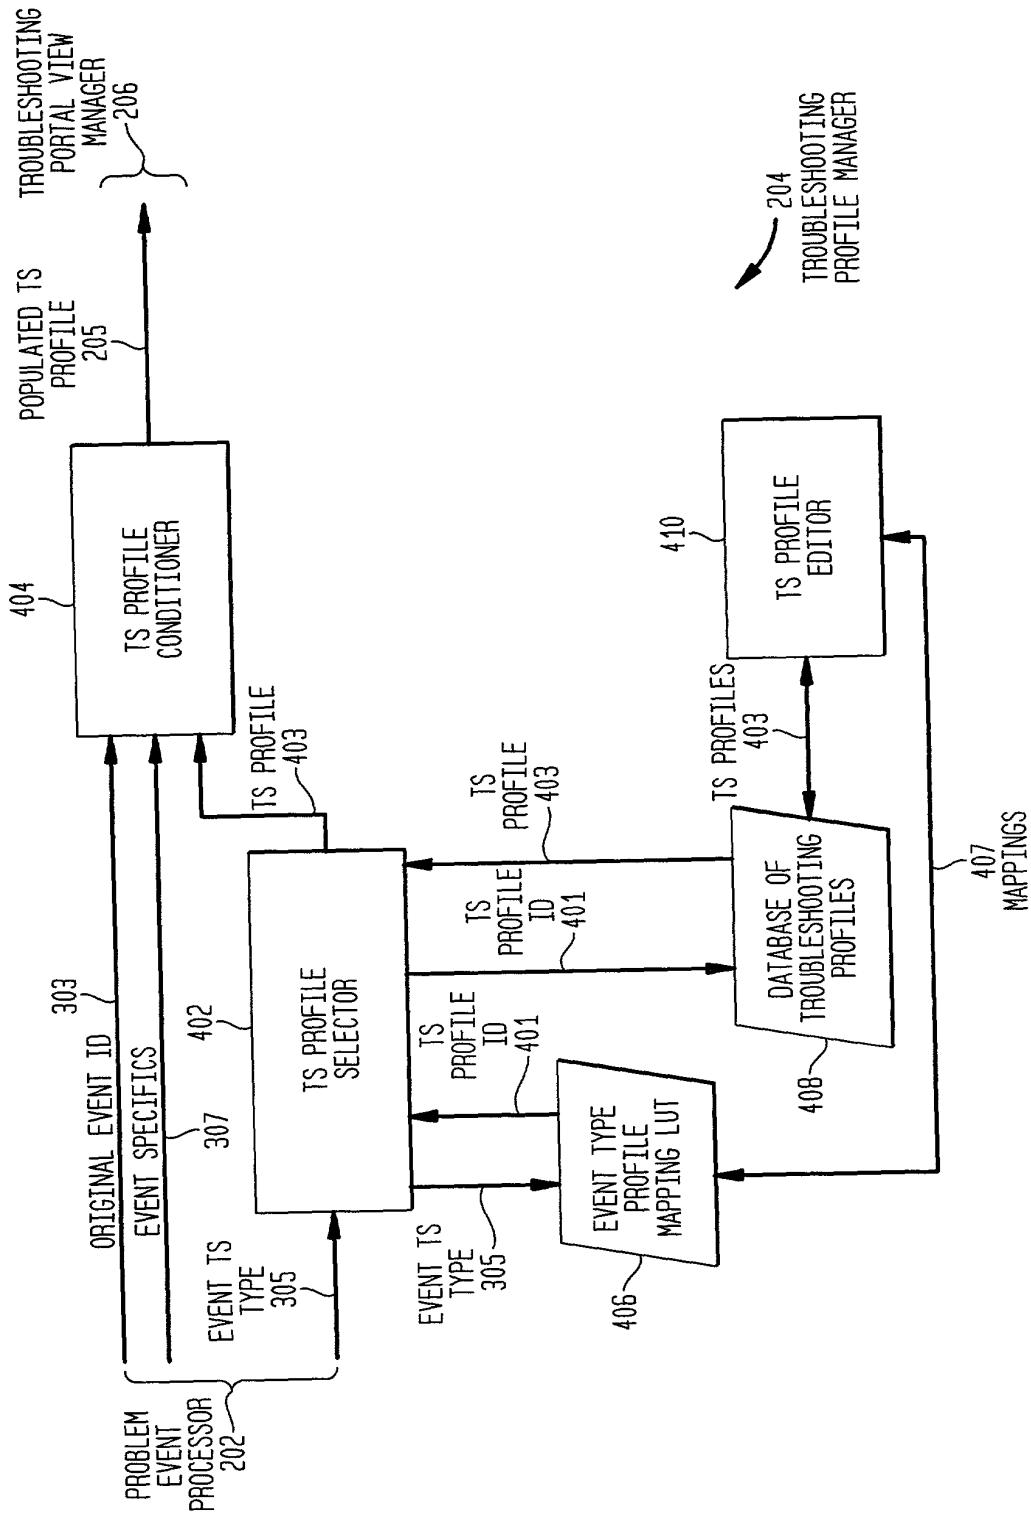 PROBLEM
EVENT
PROCESSOR
202
ORIGINAL EVENT ID
303
EVENT SPECIFICS
307
EVENT TS
TYPE
305
TS PROFILE
CONDITIONER
404
POPULATED TS
PROFILE
205
TROUBLESHOOTING
PORTAL VIEW
MANAGER
206
TS PROFILE
403
402
TS PROFILE
SELECTOR
EVENT TS
TYPE
305
TS
PROFILE
ID
401
TS
PROFILE
ID
401
TS
PROFILE
403
EVENT TYPE
PROFILE
MAPPING LUT
406
DATABASE OF
TROUBLESHOOTING
PROFILES
408
TS PROFILES
403
410
TS PROFILE
EDITOR
407
MAPPINGS
204
TROUBLESHOOTING
PROFILE MANAGER